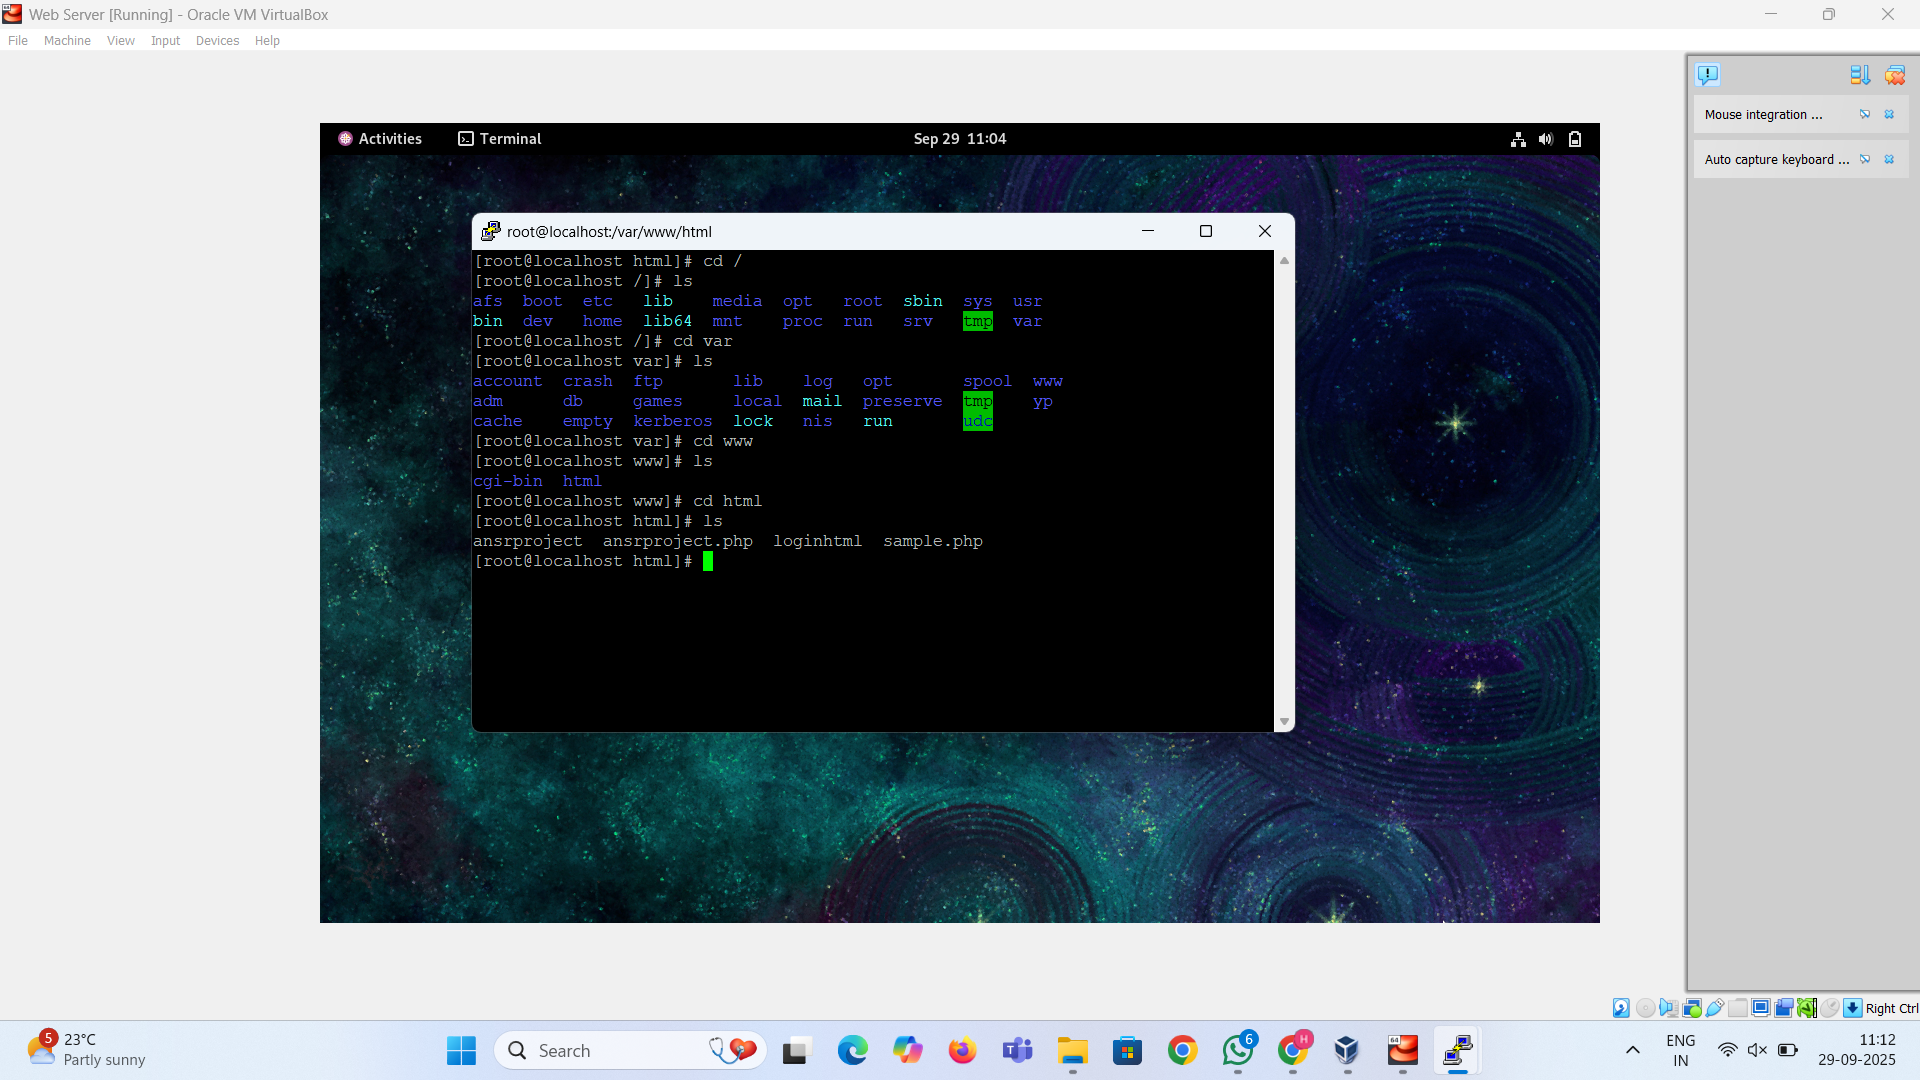 Web Server [Running] - Oracle VM VirtualBox
File Machine View Input Devices Help
Mouse integration ...
Auto capture keyboard ...
Activities Terminal Sep 29 11:04
root@localhost:/var/www/html
[root@localhost html]# cd /
[root@localhost /]# ls
afs boot etc lib media opt root sbin sys usr
bin dev home lib64 mnt proc run srv tmp var
[root@localhost /]# cd var
[root@localhost var]# ls
account crash ftp lib log opt spool www
adm db games local mail preserve tmp yp
cache empty kerberos lock nis run udc
[root@localhost var]# cd www
[root@localhost www]# ls
cgi-bin html
[root@localhost www]# cd html
[root@localhost html]# ls
ansrproject ansrproject.php loginhtml sample.php
[root@localhost html]#
Right Ctrl
5
23°C
Partly sunny
Search
64
6
H
ENG
IN
11:12
29-09-2025